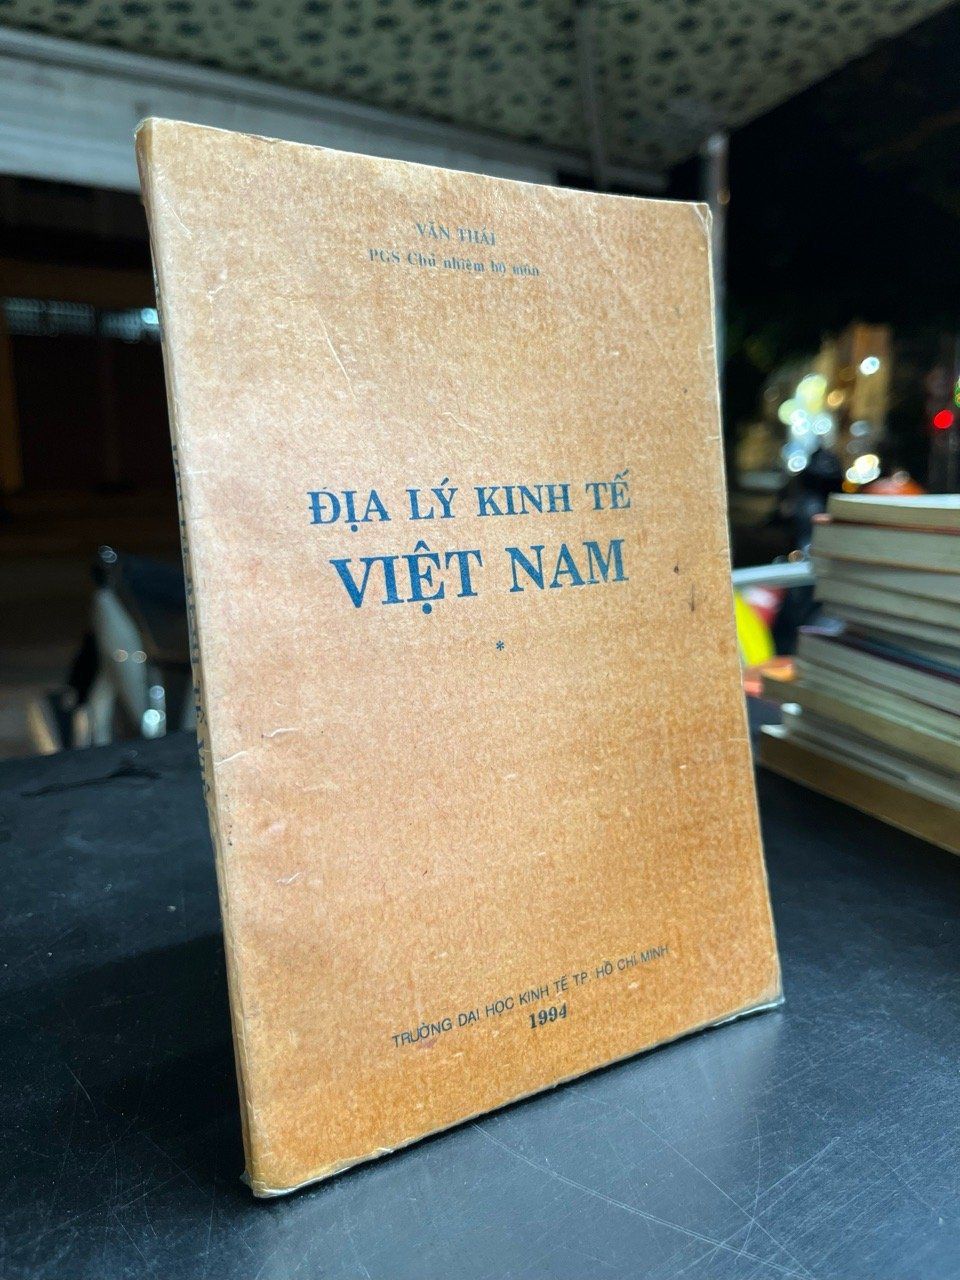 VĂN THÁI
PGS Chủ nhiệm bộ môn
ĐỊA LÝ KINH TẾ
VIỆT NAM
*
TRƯỜNG DẠI HỌC KINH TẾ TP. HỒ CHÍ MINH
1994